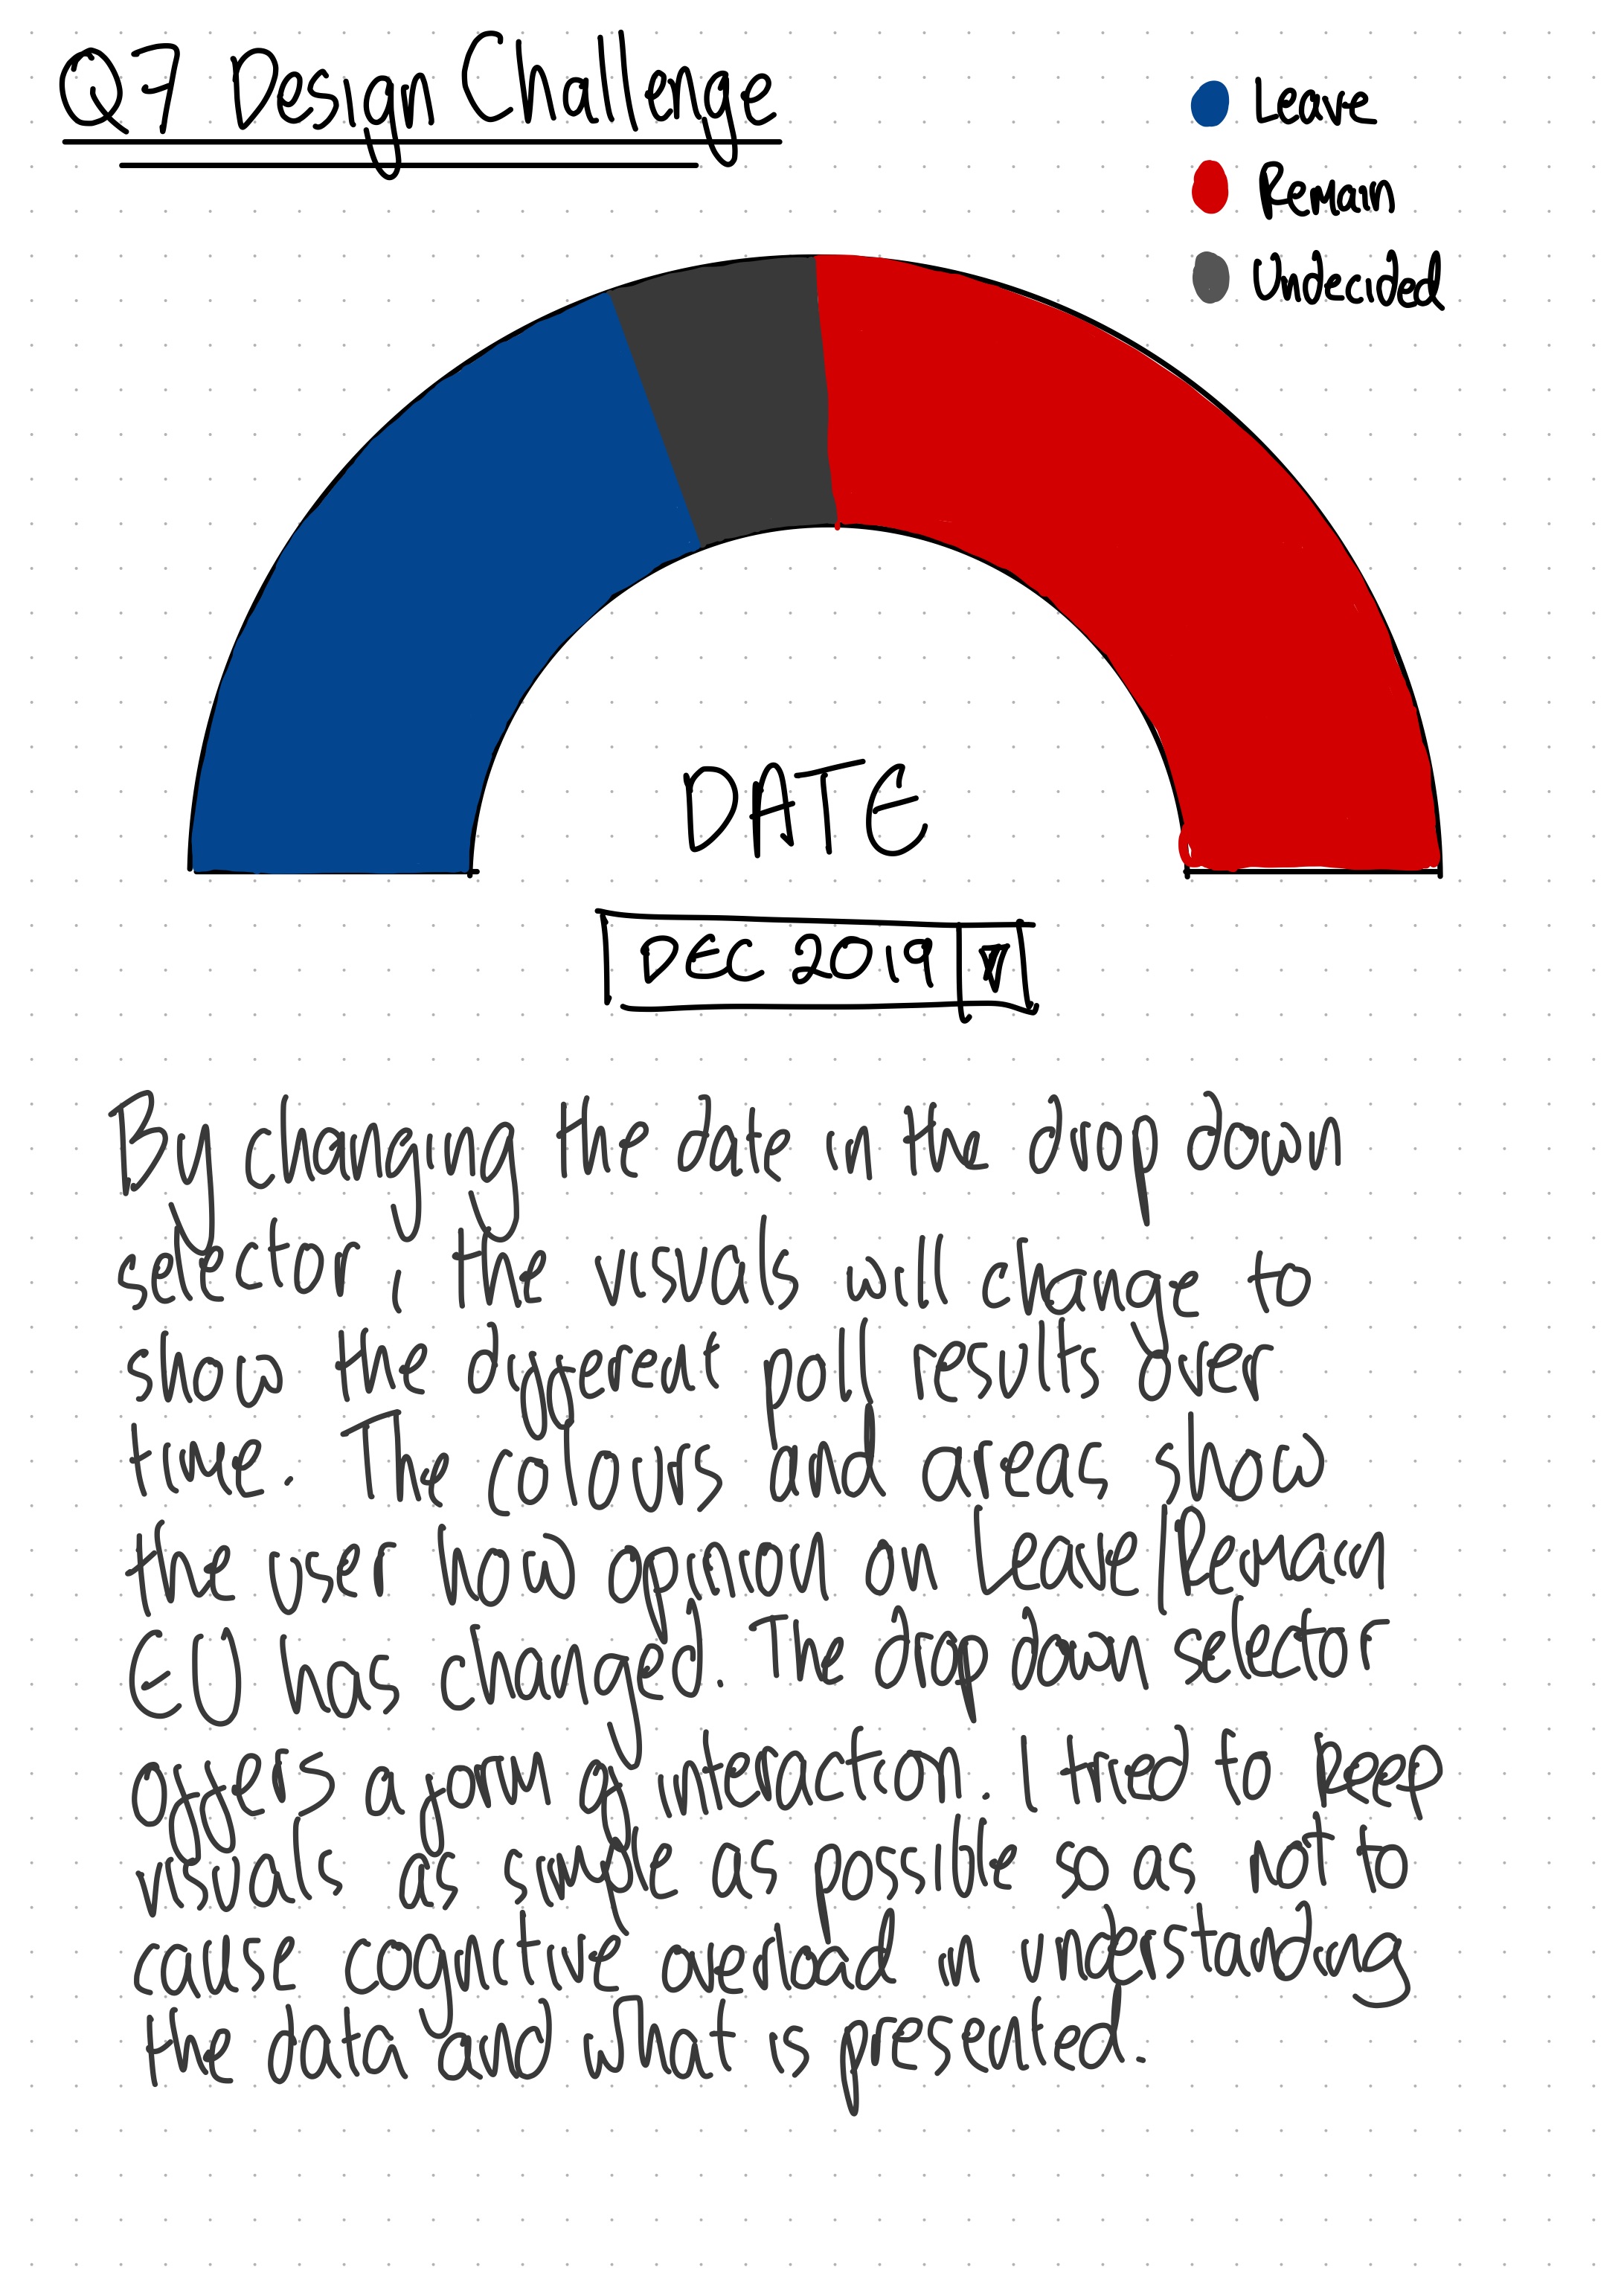 Q7 Design Challenge
Leave
Remain
Undecided
DATE
DEC 2019
By changing the date in the drop down
selector, the visuals will change to
show the different poll results over
time. The colours and areas show
the user how opinion on Leave/Remain
EU has changed. The drop down selector
offers a form of interaction. I tried to keep
visuals as simple as possible so as not to
cause cognitive overload in understanding
the data and what is presented.